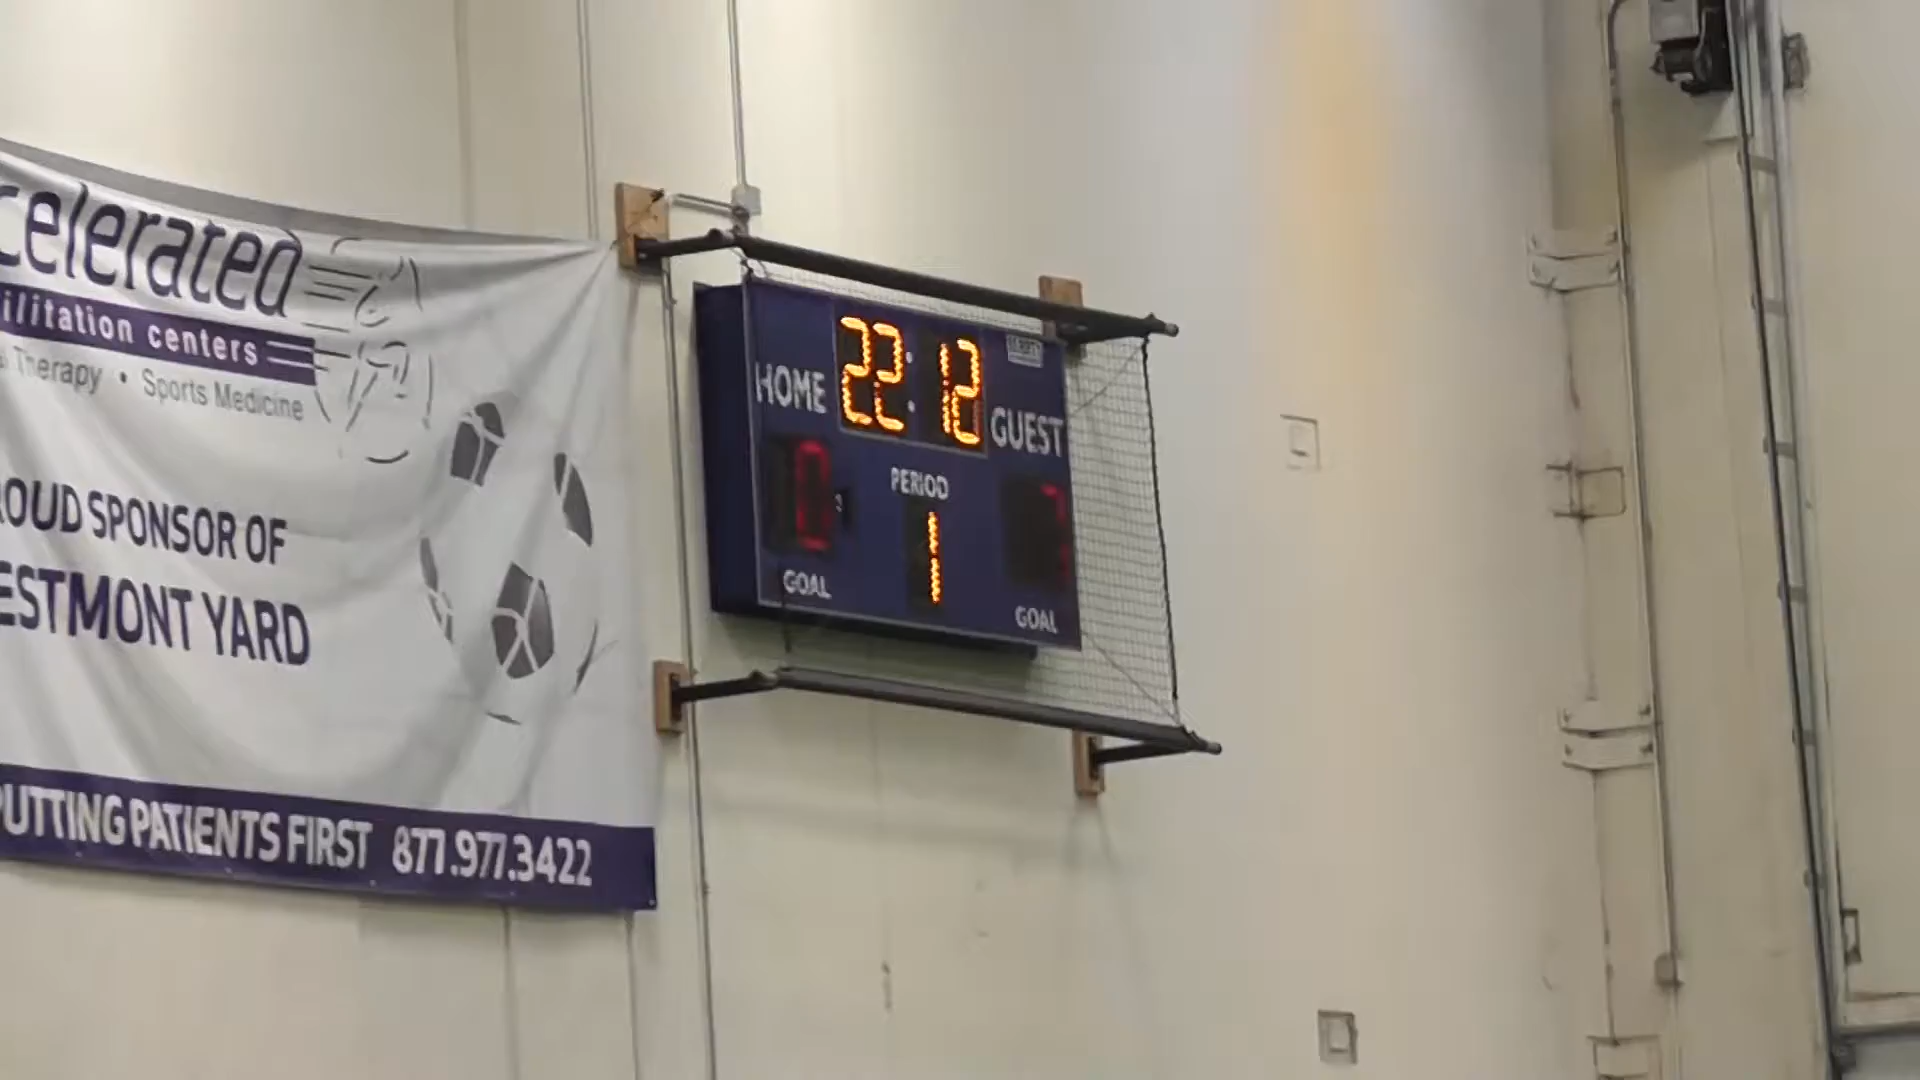 celerated
ilitation centers
Therapy • Sports Medicine
ROUD SPONSOR OF
ESTMONT YARD
PUTTING PATIENTS FIRST 877.977.3422
22:12
HOME
GUEST
PERIOD
0
1
GOAL
GOAL